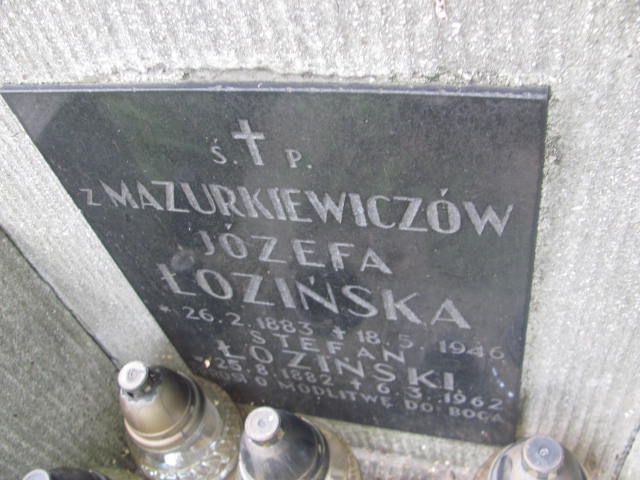 Ś. P.
z MAZURKIEWICZÓW
JÓZEFA
ŁOZIŃSKA
* 26.2.1883 + 18.5.1946
STEFAN
ŁOZIŃSKI
25.8.1882 + 6.3.1962
O MODLITWĘ DO BOGA